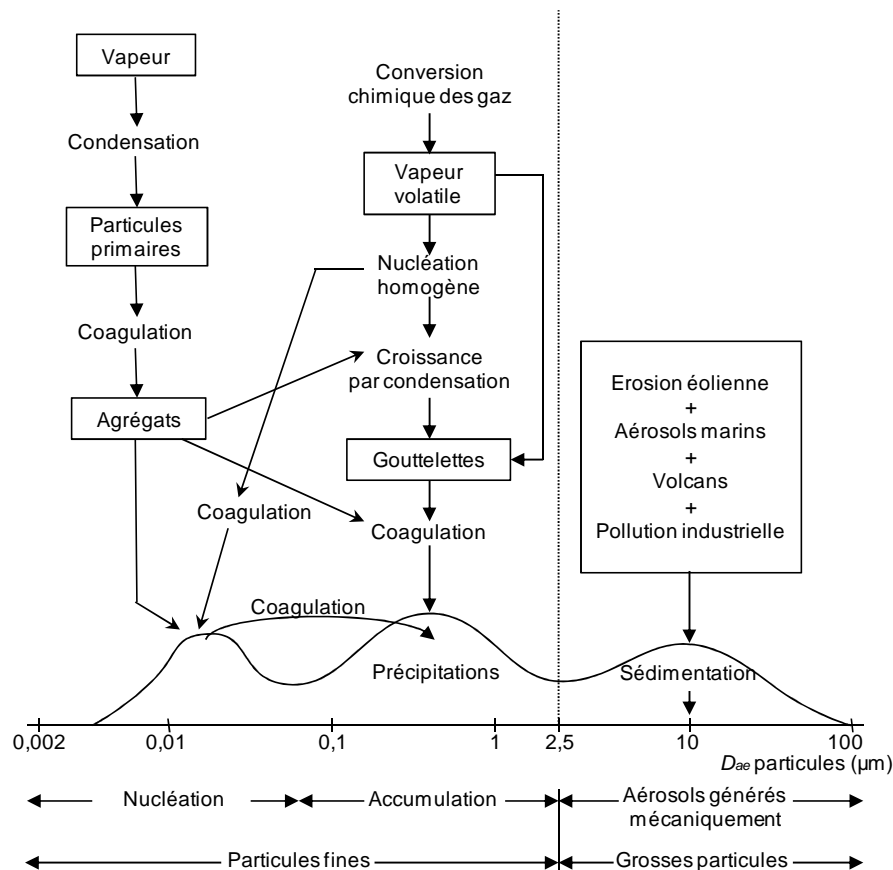 Vapeur
Condensation
Particules
primaires
Coagulation
Agrégats
Conversion
chimique des gaz
Vapeur
volatile
Nucléation
homogène
Croissance
par condensation
Gouttelettes
Coagulation
Coagulation
Coagulation
Erosion éolienne
+
Aérosols marins
+
Volcans
+
Pollution industrielle
Précipitations
Sédimentation
0,002 0,01 0,1 1 2,5 10 100
Dae particules (µm)
Nucléation Accumulation Aérosols générés
mécaniquement
Particules fines Grosses particules